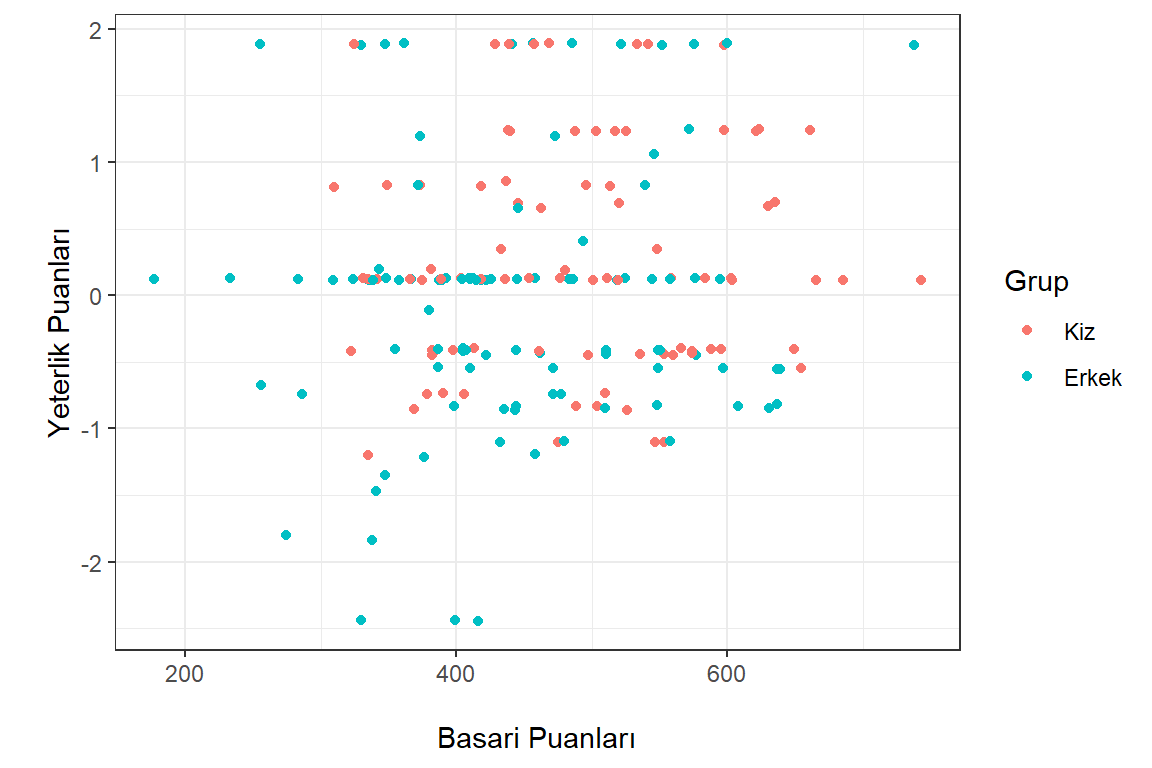 2
1
0
-1
-2
Yeterlik Puanları
200
400
600
Basari Puanları
Grup
Kiz
Erkek